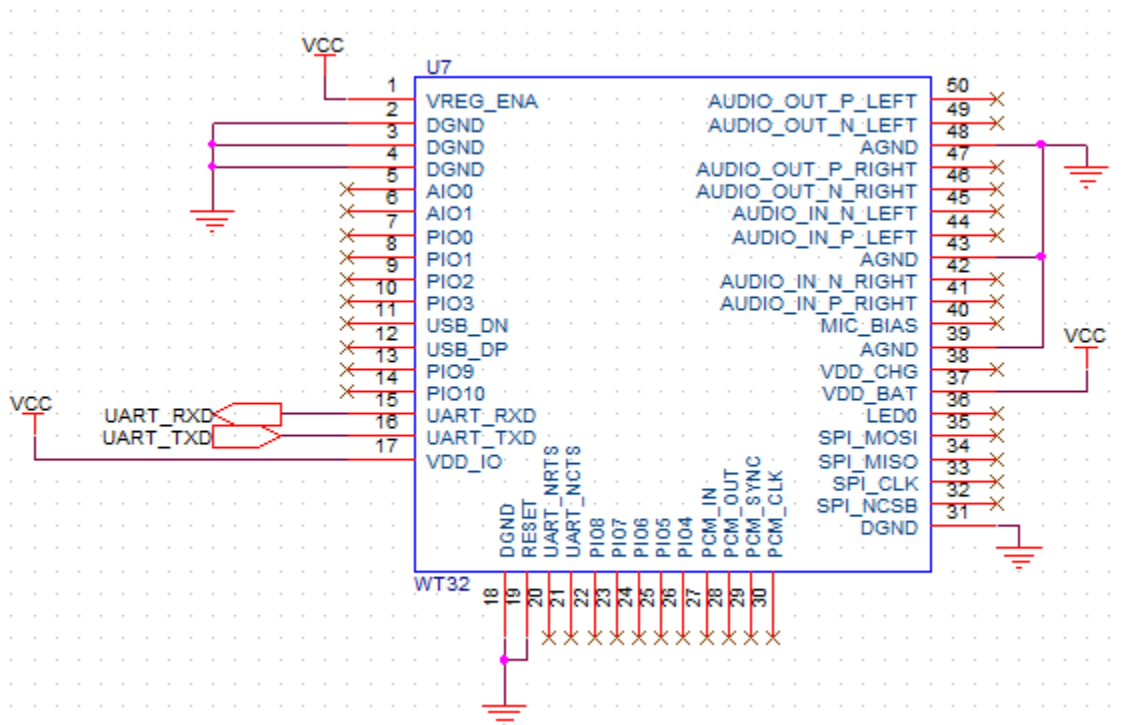 VCC
U7
1 VREG_ENA
2 DGND
3 DGND
4 DGND
5 AIO0
6 AIO1
7 PIO0
8 PIO1
9 PIO2
10 PIO3
11 USB_DN
12 USB_DP
13 PIO9
14 PIO10
VCC
UART_RXD 15 UART_RXD
UART_TXD 16 UART_TXD
17 VDD_IO
AUDIO_OUT_P_LEFT 50
AUDIO_OUT_N_LEFT 49
AGND 48
AUDIO_OUT_P_RIGHT 47
AUDIO_OUT_N_RIGHT 46
AUDIO_IN_N_LEFT 45
AUDIO_IN_P_LEFT 44
AGND 43
AUDIO_IN_N_RIGHT 42
AUDIO_IN_P_RIGHT 41
MIC_BIAS 40
AGND 39
VCC
VDD_CHG 38
VDD_BAT 37
LED0 36
SPI_MOSI 35
SPI_MISO 34
SPI_CLK 33
SPI_NCSB 32
DGND 31
DGND 18
RESET 19
UART_NRTS 20
UART_NCTS 21
PIO8 22
PIO7 23
PIO6 24
PIO5 25
PIO4 26
PCM_IN 27
PCM_OUT 28
PCM_SYNC 29
PCM_CLK 30
WT32